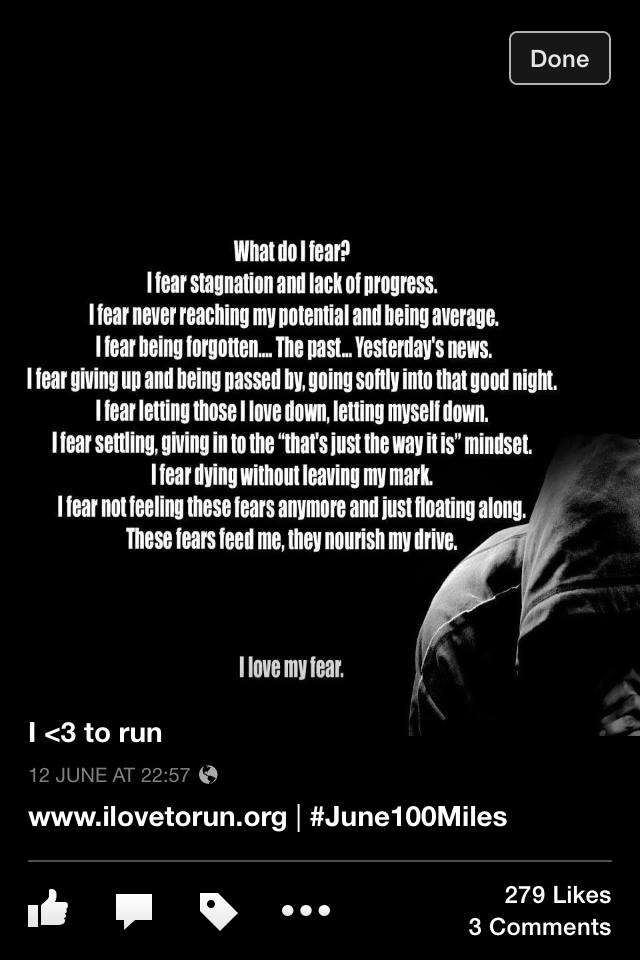 Done
What do I fear?
I fear stagnation and lack of progress.
I fear never reaching my potential and being average.
I fear being forgotten.... The past... Yesterday's news.
I fear giving up and being passed by, going softly into that good night.
I fear letting those I love down, letting myself down.
I fear settling, giving in to the “that's just the way it is” mindset.
I fear dying without leaving my mark.
I fear not feeling these fears anymore and just floating along.
These fears feed me, they nourish my drive.
I love my fear.
I <3 to run
12 JUNE AT 22:57
www.ilovetorun.org | #June100Miles
279 Likes
3 Comments